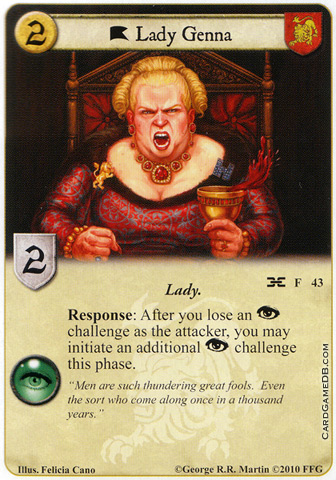 2 Lady Genna
2
Lady.
F 43
Response: After you lose an
challenge as the attacker, you may
initiate an additional challenge
this phase.
“Men are such thundering great fools. Even
the sort who come along once in a thousand
years.”
Illus. Felicia Cano ©George R.R. Martin ©2010 FFG
CARDGAMEDB.COM